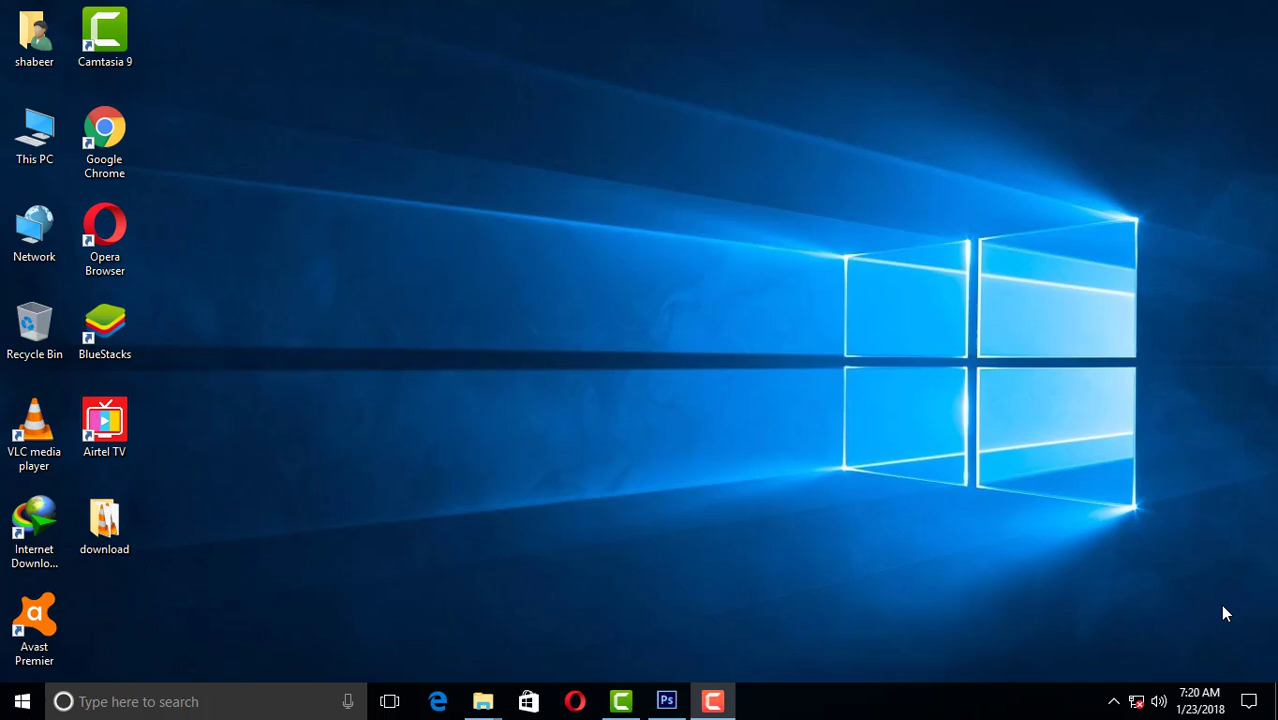 shabeer
Camtasia 9
This PC
Google
Chrome
Network
Opera
Browser
Recycle Bin
BlueStacks
VLC media
player
Airtel TV
Internet
Downlo...
download
a
Avast
Premier
Type here to search
Ps
7:20 AM
1/23/2018